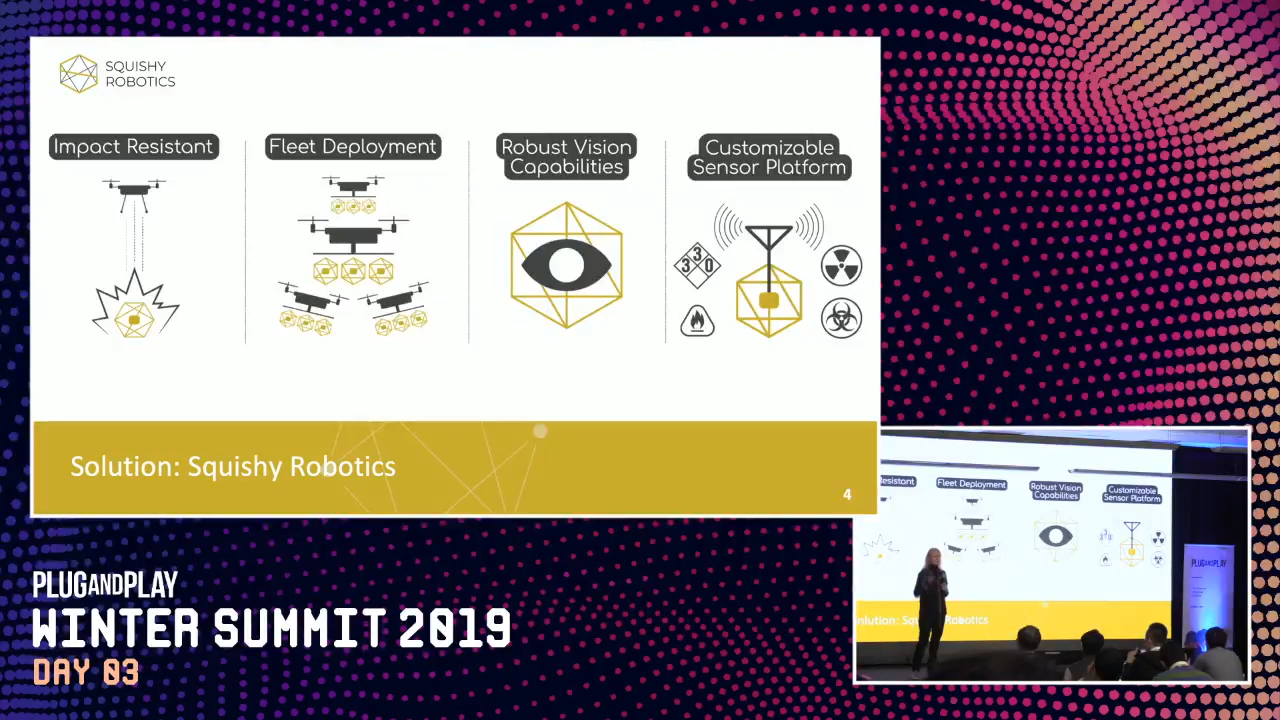 SQUISHY
ROBOTICS
Impact Resistant
Fleet Deployment
Robust Vision
Capabilities
Customizable
Sensor Platform
3
3
0
Solution: Squishy Robotics
4
PLUGANDPLAY
WINTER SUMMIT 2019
DAY 03
Resistant
Fleet Deployment
Robust Vision
Capabilities
Customizable
Sensor Platform
PLUGANDPLAY